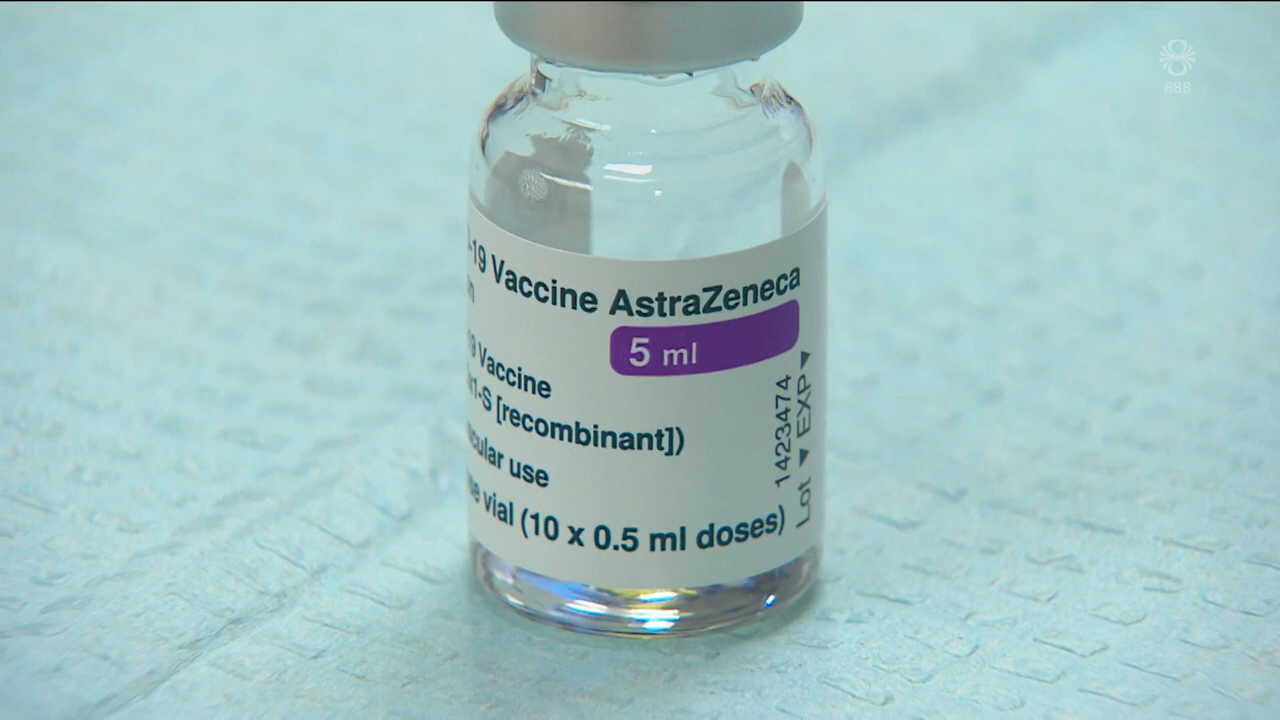 -19 Vaccine AstraZeneca
5 ml
Vaccine
1-S [recombinant])
cular use
vial (10 x 0.5 ml doses)
1423474
Lot ▼ EXP▼
888